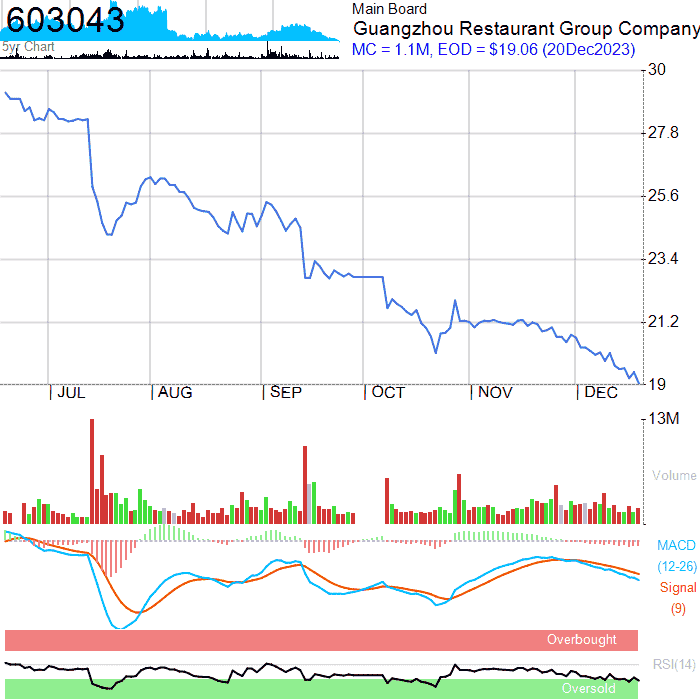 603043
5yr Chart
Main Board
Guangzhou Restaurant Group Company
MC = 1.1M, EOD = $19.06 (20Dec2023)
30
27.8
25.6
23.4
21.2
19
JUL AUG SEP OCT NOV DEC
13M
Volume
MACD
(12-26)
Signal
(9)
Overbought
RSI(14)
Oversold